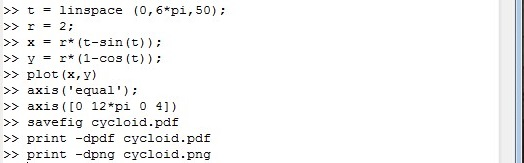 >> t = linspace (0,6*pi,50);
>> r = 2;
>> x = r*(t-sin(t));
>> y = r*(1-cos(t));
>> plot(x,y)
>> axis('equal');
>> axis([0 12*pi 0 4])
>> savefig cycloid.pdf
>> print -dpdf cycloid.pdf
>> print -dpng cycloid.png